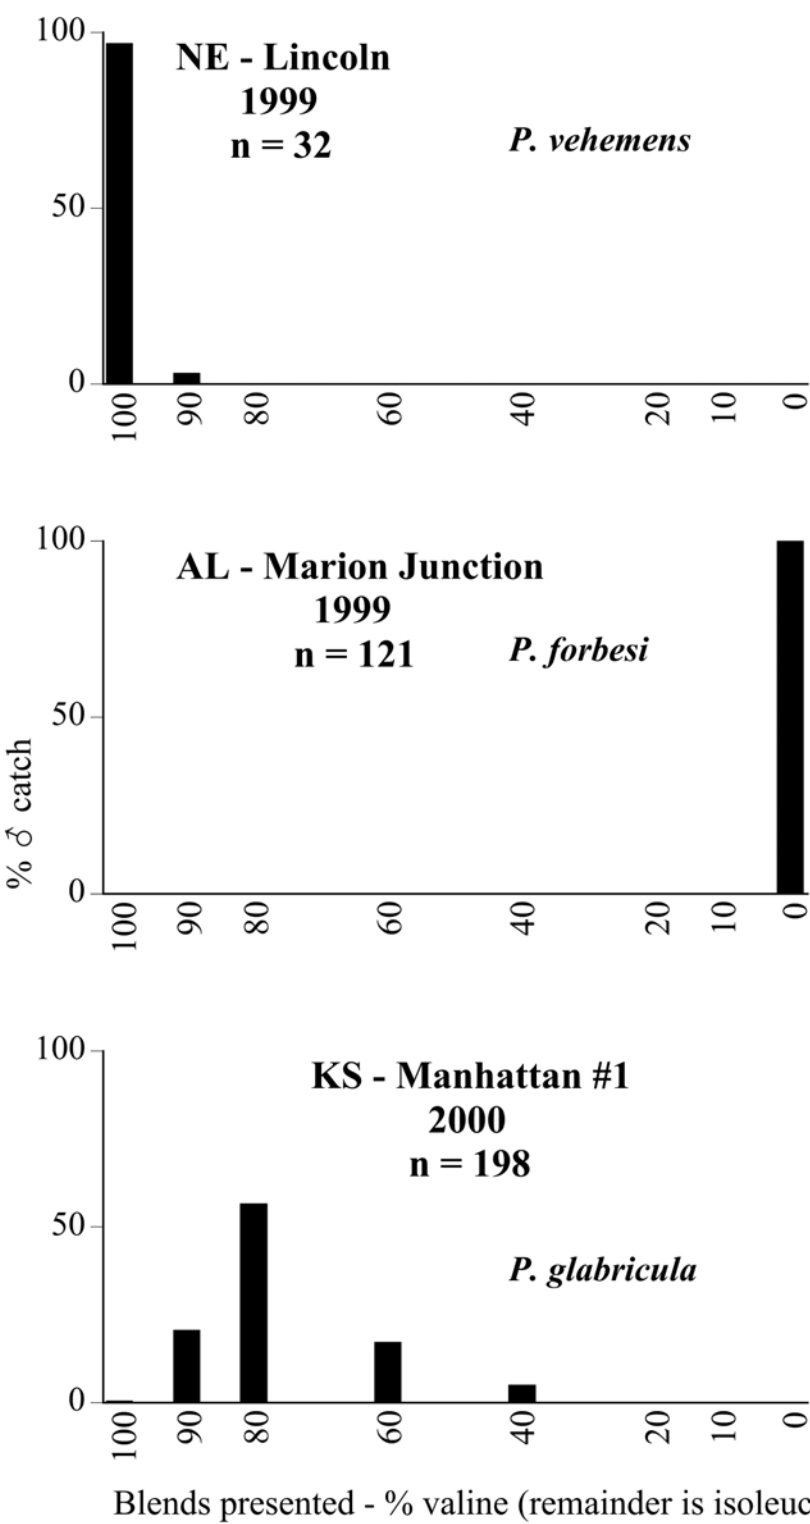 100
NE - Lincoln
1999
n = 32
P. vehemens
50
0
100 90 80 60 40 20 10 0
100
AL - Marion Junction
1999
n = 121
P. forbesi
50
0
100 90 80 60 40 20 10 0
% ♂ catch
100
KS - Manhattan #1
2000
n = 198
50
P. glabricula
0
100 90 80 60 40 20 10 0
Blends presented - % valine (remainder is isoleuc